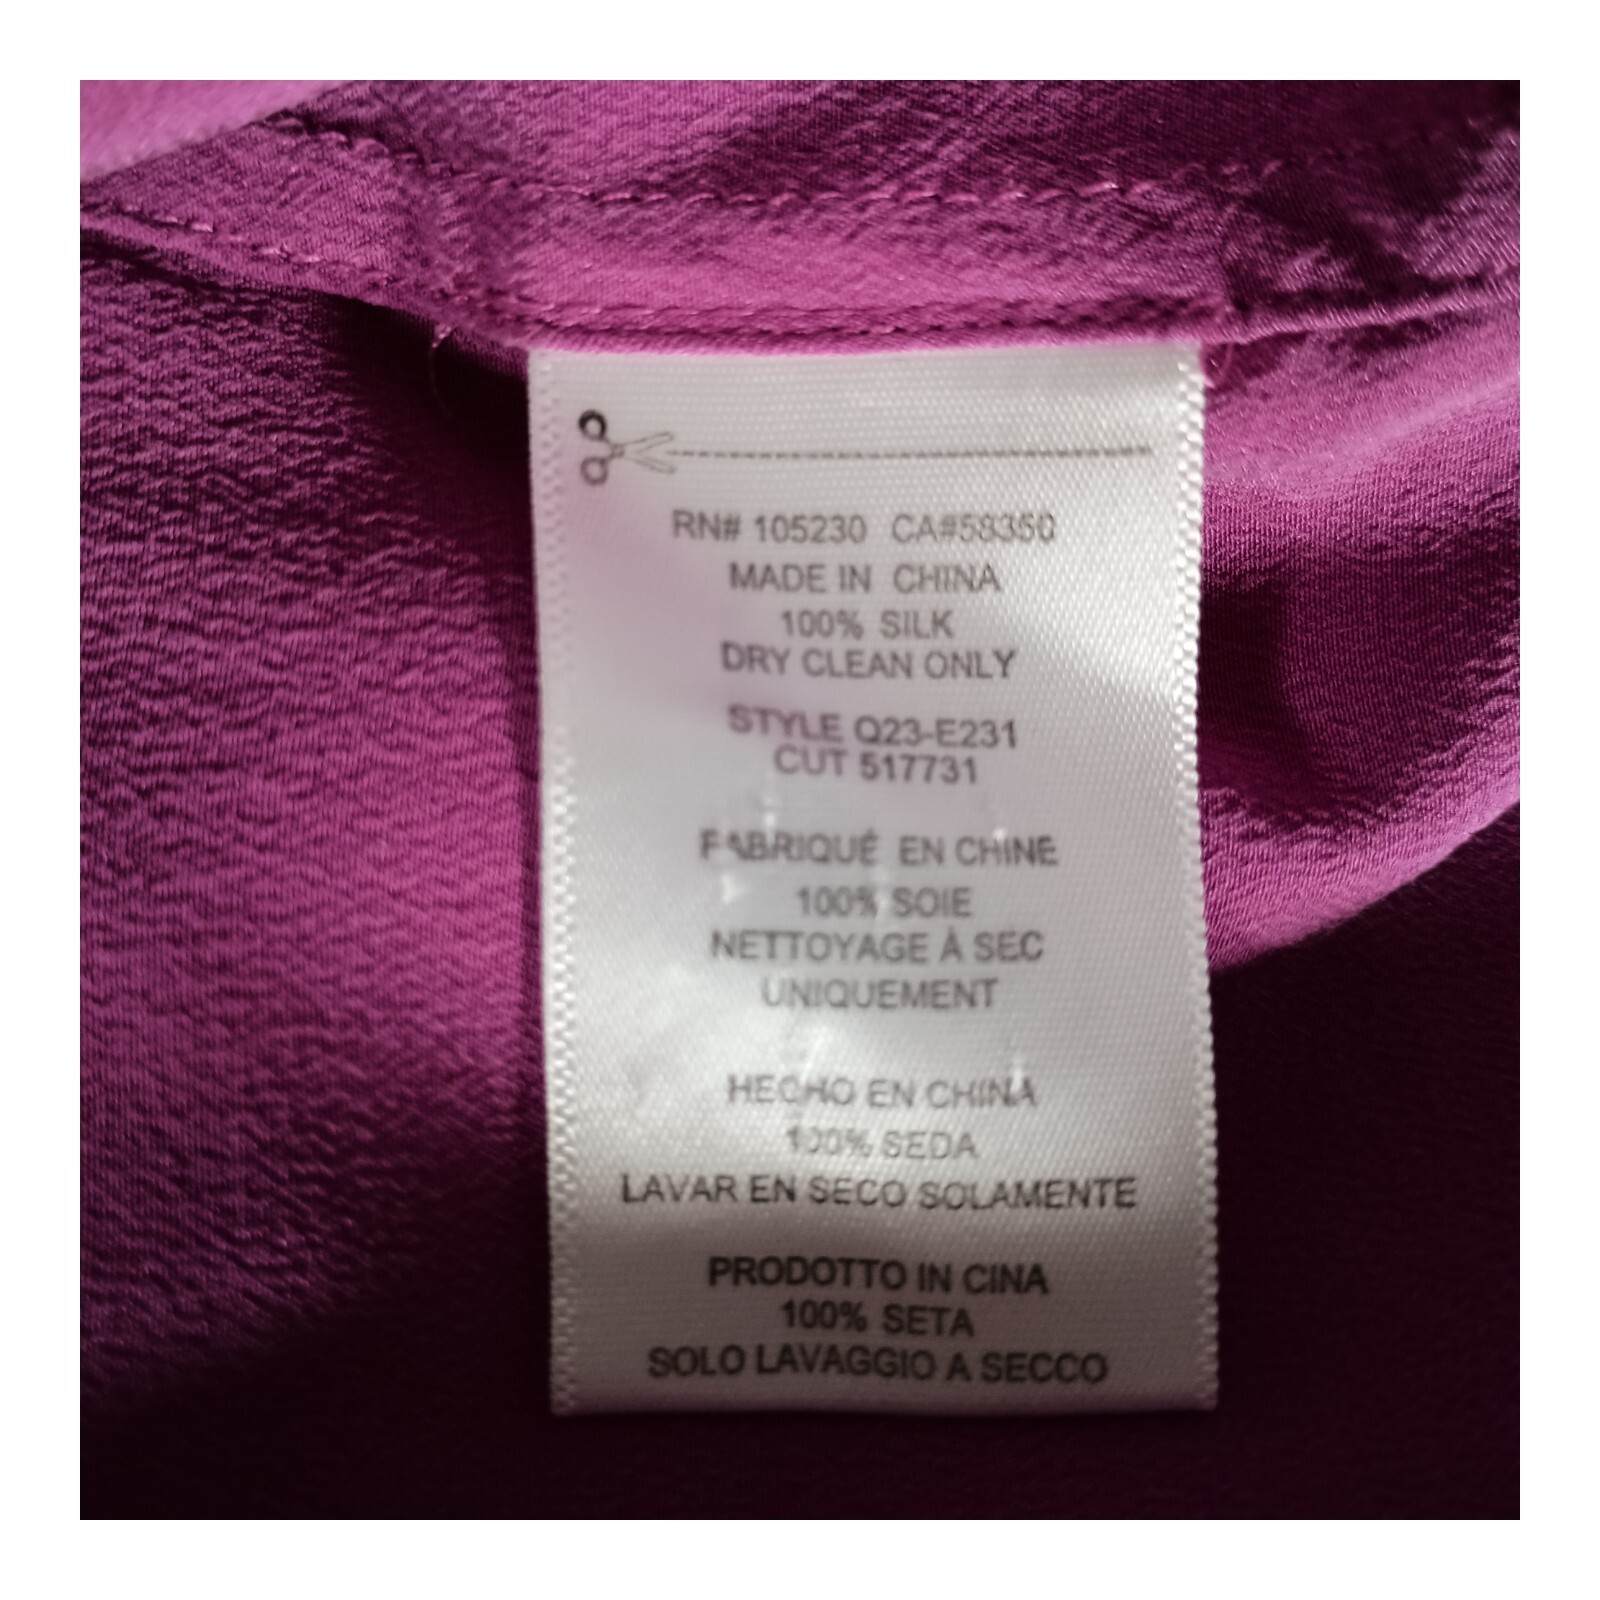 RN# 105230 CA#58350
MADE IN CHINA
100% SILK
DRY CLEAN ONLY
STYLE Q23-E231
CUT 517731
FABRIQUÉ EN CHINE
100% SOIE
NETTOYAGE À SEC
UNIQUEMENT
HECHO EN CHINA
100% SEDA
LAVAR EN SECO SOLAMENTE
PRODOTTO IN CINA
100% SETA
SOLO LAVAGGIO A SECCO